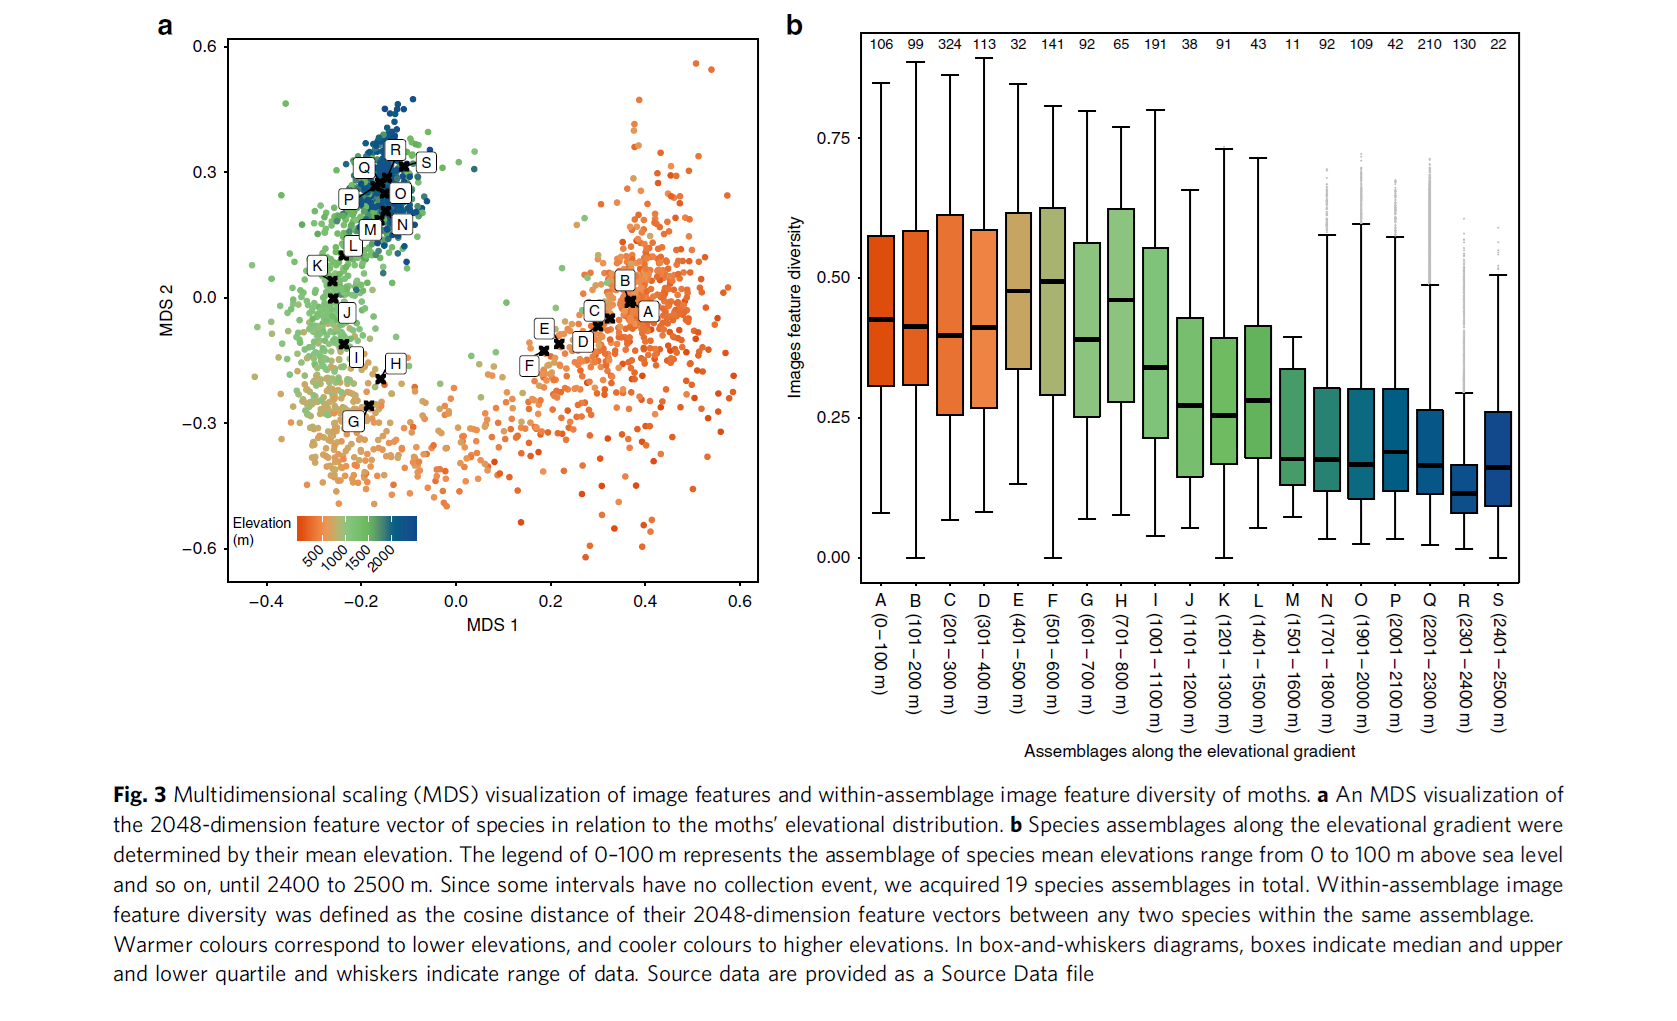 a
b
0.6
0.3
0.0
−0.3
−0.6
MDS 2
−0.4 −0.2 0.0 0.2 0.4 0.6
MDS 1
R
S
Q
O
P
N
M
L
K
J
I
H
G
B
C
A
E
D
F
Elevation
(m)
500 1000 1500 2000
106 99 324 113 32 141 92 65 191 38 91 43 11 92 109 42 210 130 22
0.75
0.50
0.25
0.00
Images feature diversity
A (0–100 m)
B (101–200 m)
C (201–300 m)
D (301–400 m)
E (401–500 m)
F (501–600 m)
G (601–700 m)
H (701–800 m)
I (1001–1100 m)
J (1101–1200 m)
K (1201–1300 m)
L (1401–1500 m)
M (1501–1600 m)
N (1701–1800 m)
O (1901–2000 m)
P (2001–2100 m)
Q (2201–2300 m)
R (2301–2400 m)
S (2401–2500 m)
Assemblages along the elevational gradient
Fig. 3 Multidimensional scaling (MDS) visualization of image features and within-assemblage image feature diversity of moths. a An MDS visualization of
the 2048-dimension feature vector of species in relation to the moths’ elevational distribution. b Species assemblages along the elevational gradient were
determined by their mean elevation. The legend of 0–100 m represents the assemblage of species mean elevations range from 0 to 100 m above sea level
and so on, until 2400 to 2500 m. Since some intervals have no collection event, we acquired 19 species assemblages in total. Within-assemblage image
feature diversity was defined as the cosine distance of their 2048-dimension feature vectors between any two species within the same assemblage.
Warmer colours correspond to lower elevations, and cooler colours to higher elevations. In box-and-whiskers diagrams, boxes indicate median and upper
and lower quartile and whiskers indicate range of data. Source data are provided as a Source Data file